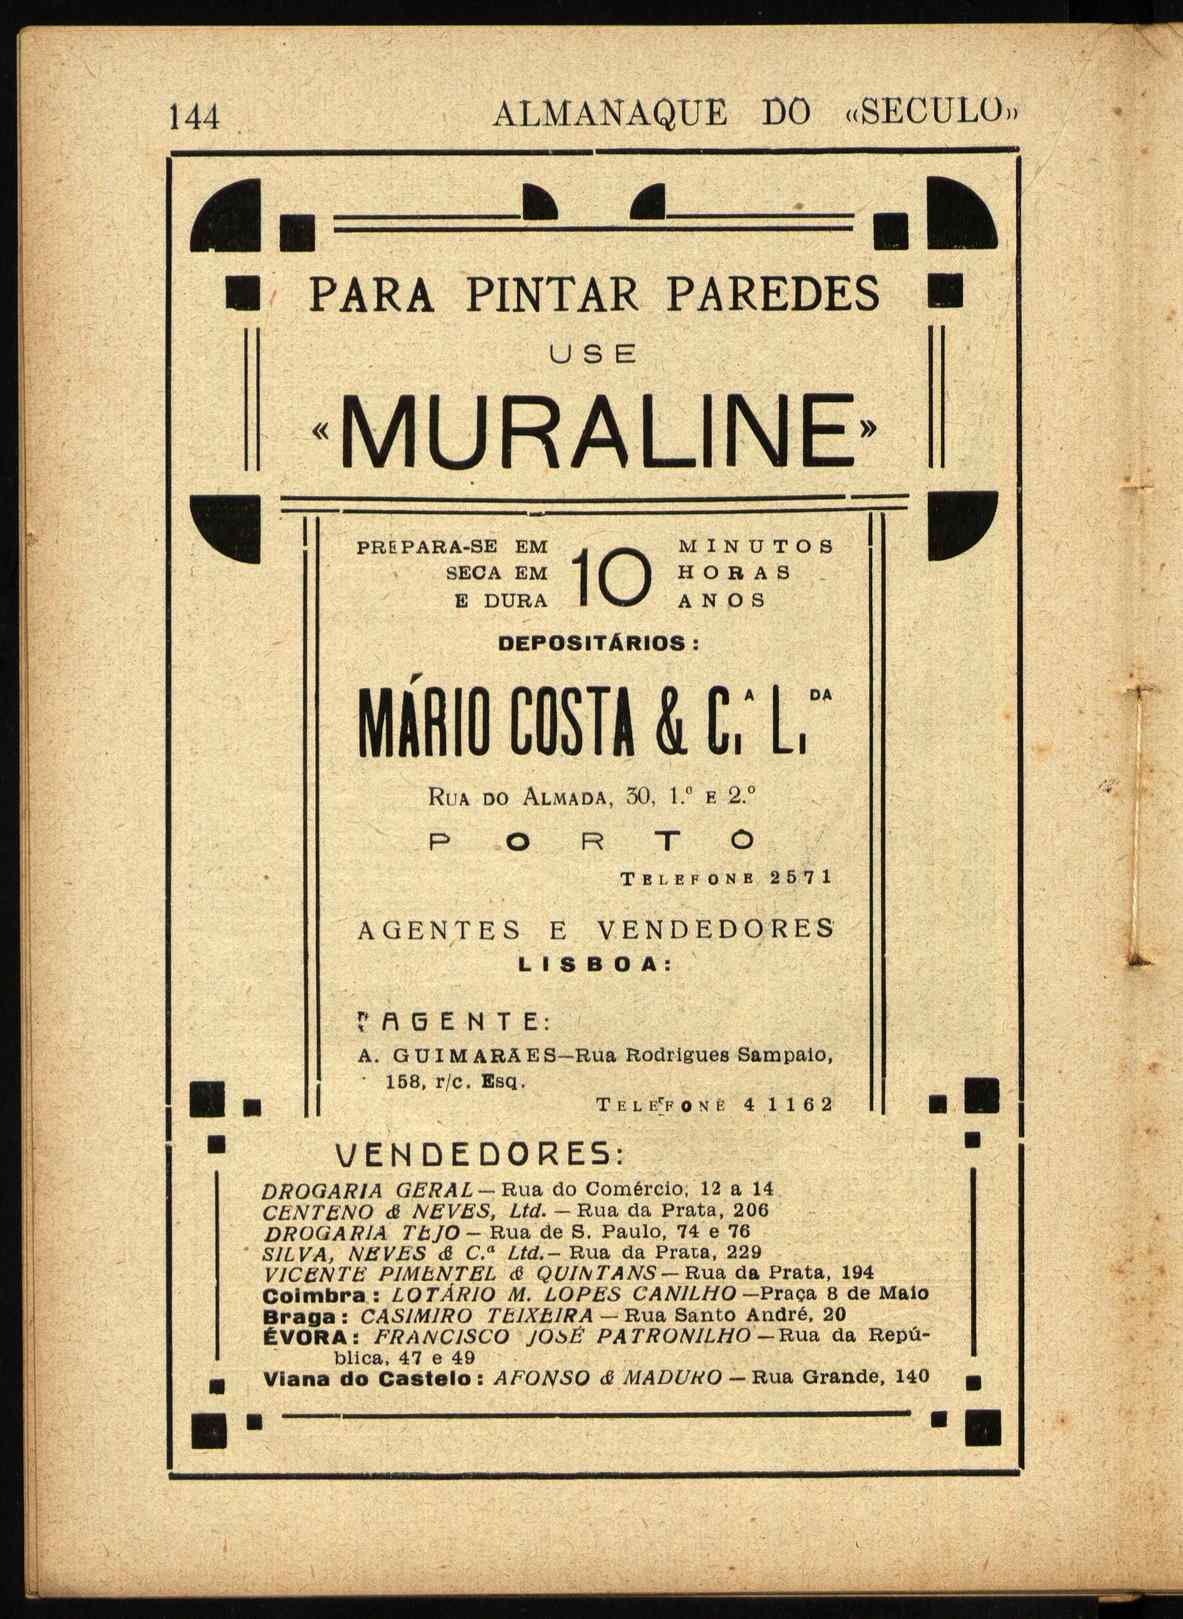 144 ALMANAQUE DO «SECULO»
PARA PINTAR PAREDES
USE
«MURALINE»
PREPARA-SE EM 10 MINUTOS
SECA EM HORAS
E DURA ANOS
DEPOSITÁRIOS:
MÁRIO COSTA & C.A L.DA
RUA DO ALMADA, 30, 1.º E 2.º
PORTO
TELEFONE 2571
AGENTES E VENDEDORES
LISBOA:
AGENTE:
A. GUIMARÃES—Rua Rodrigues Sampaio,
158, r/c. Esq.
TELEFONE 41162
VENDEDORES:
DROGARIA GERAL — Rua do Comércio, 12 a 14
CENTENO & NEVES, Ltd. — Rua da Prata, 206
DROGARIA TEJO — Rua de S. Paulo, 74 e 76
SILVA, NEVES & C.ª Ltd.— Rua da Prata, 229
VICENTE PIMENTEL & QUINTANS — Rua da Prata, 194
Coimbra: LOTÁRIO M. LOPES CANILHO —Praça 8 de Maio
Braga: CASIMIRO TEIXEIRA — Rua Santo André, 20
ÉVORA: FRANCISCO JOSÉ PATRONILHO — Rua da Repú-
blica, 47 e 49
Viana do Castelo: AFONSO & MADURO — Rua Grande, 140